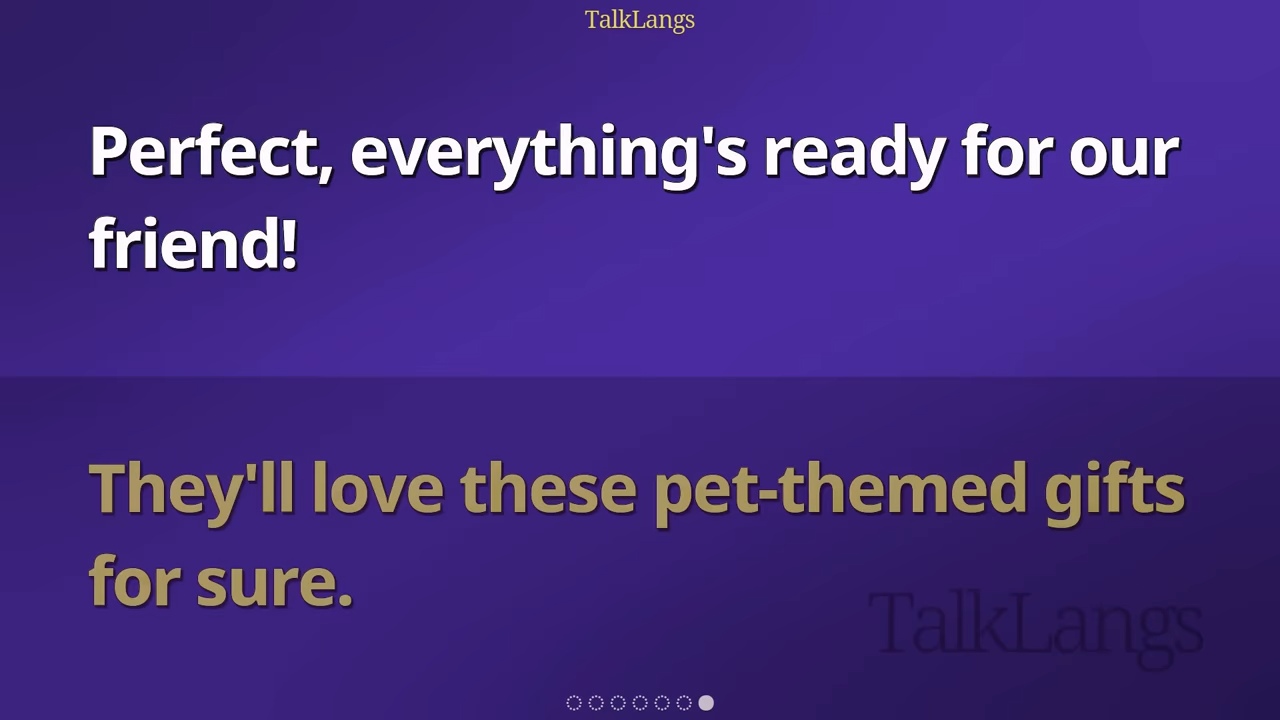 TalkLangs
Perfect, everything's ready for our
friend!
They'll love these pet-themed gifts
for sure.
TalkLangs